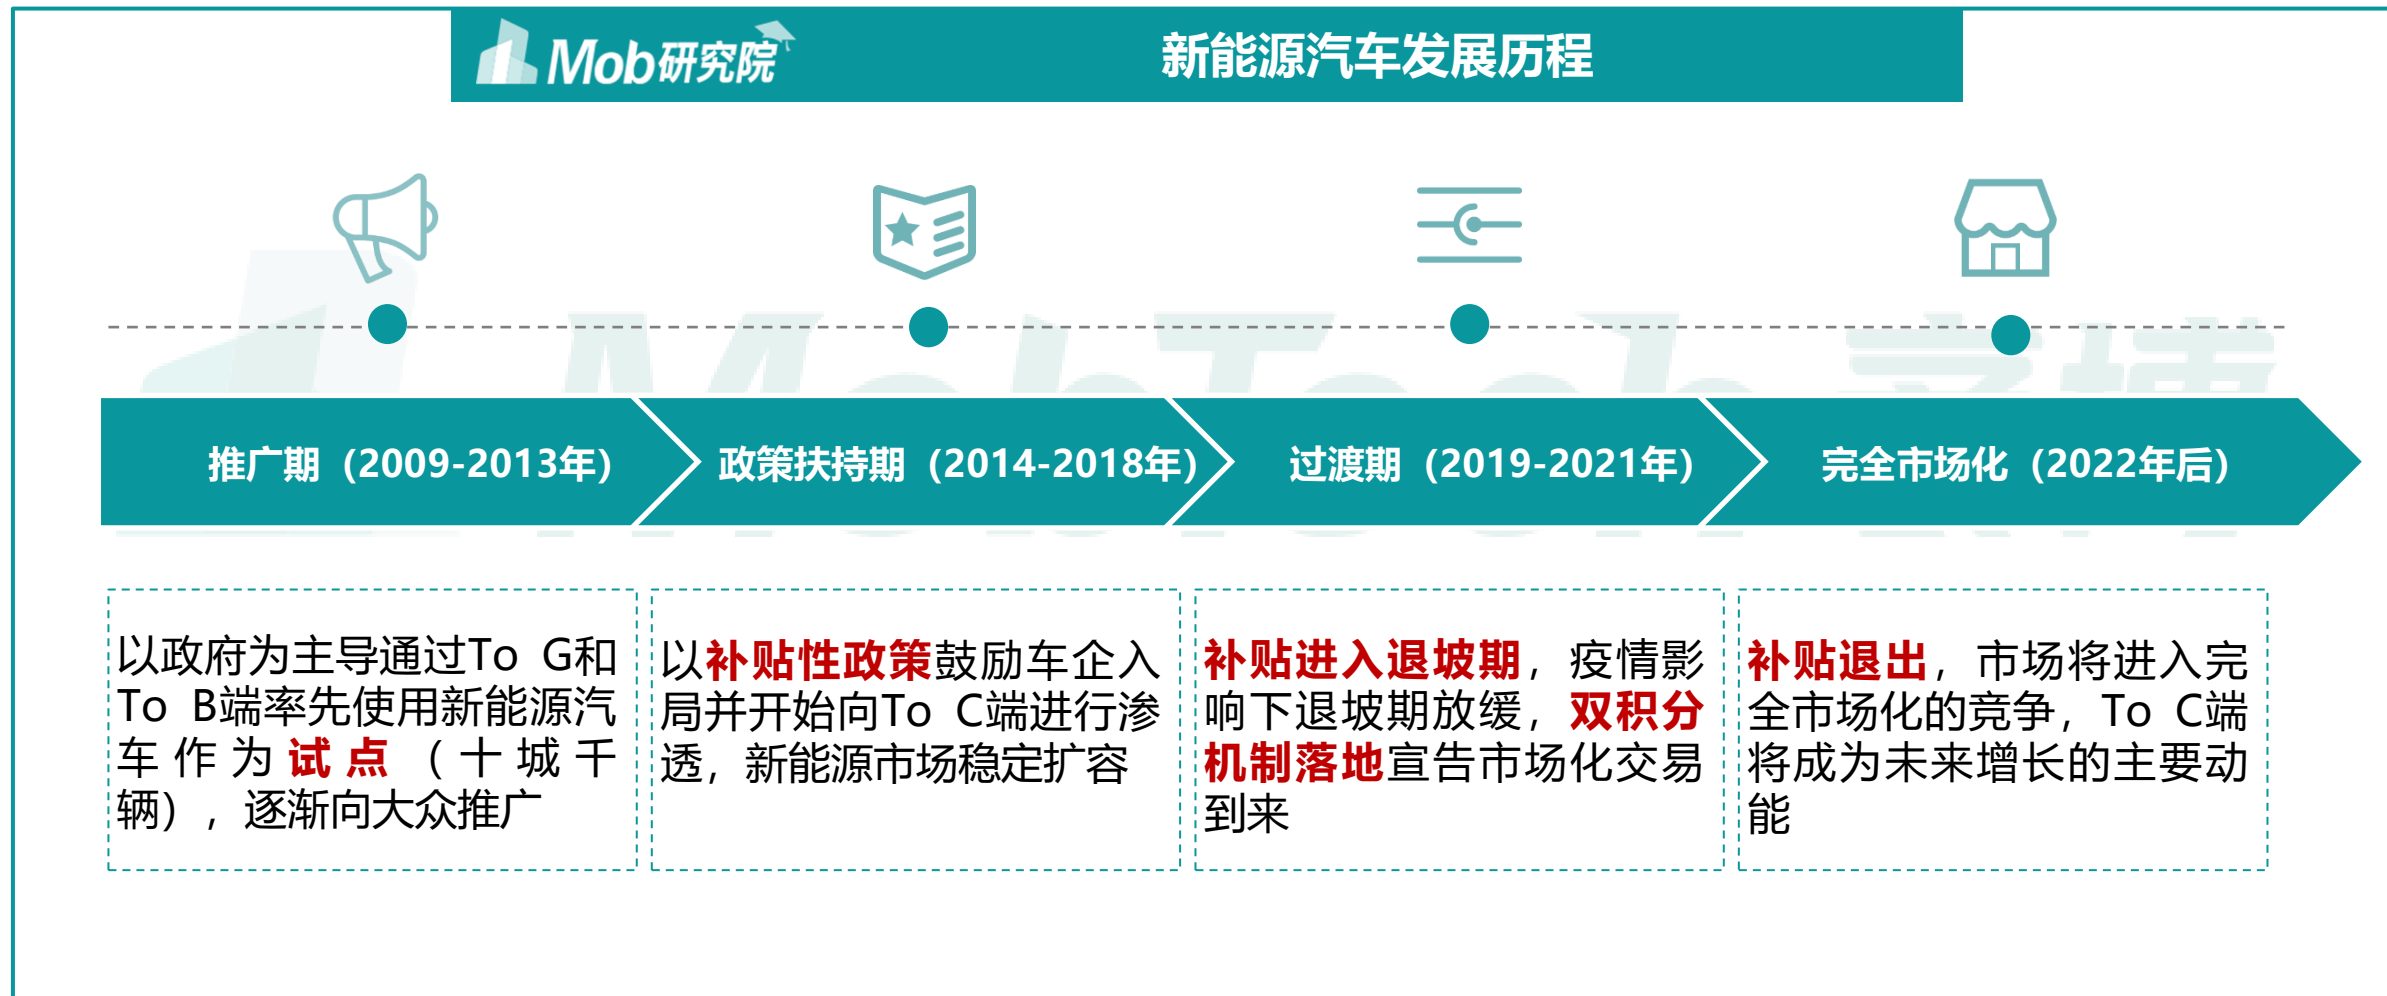 Mob研究院
新能源汽车发展历程
推广期（2009-2013年）
政策扶持期（2014-2018年）
过渡期（2019-2021年）
完全市场化（2022年后）
以政府为主导通过To G和
To B端率先使用新能源汽
车作为试点（十城千
辆），逐渐向大众推广
以补贴性政策鼓励车企入
局并开始向To C端进行渗
透，新能源市场稳定扩容
补贴进入退坡期，疫情影
响下退坡期放缓，双积分
机制落地宣告市场化交易
到来
补贴退出，市场将进入完
全市场化的竞争，To C端
将成为未来增长的主要动
能